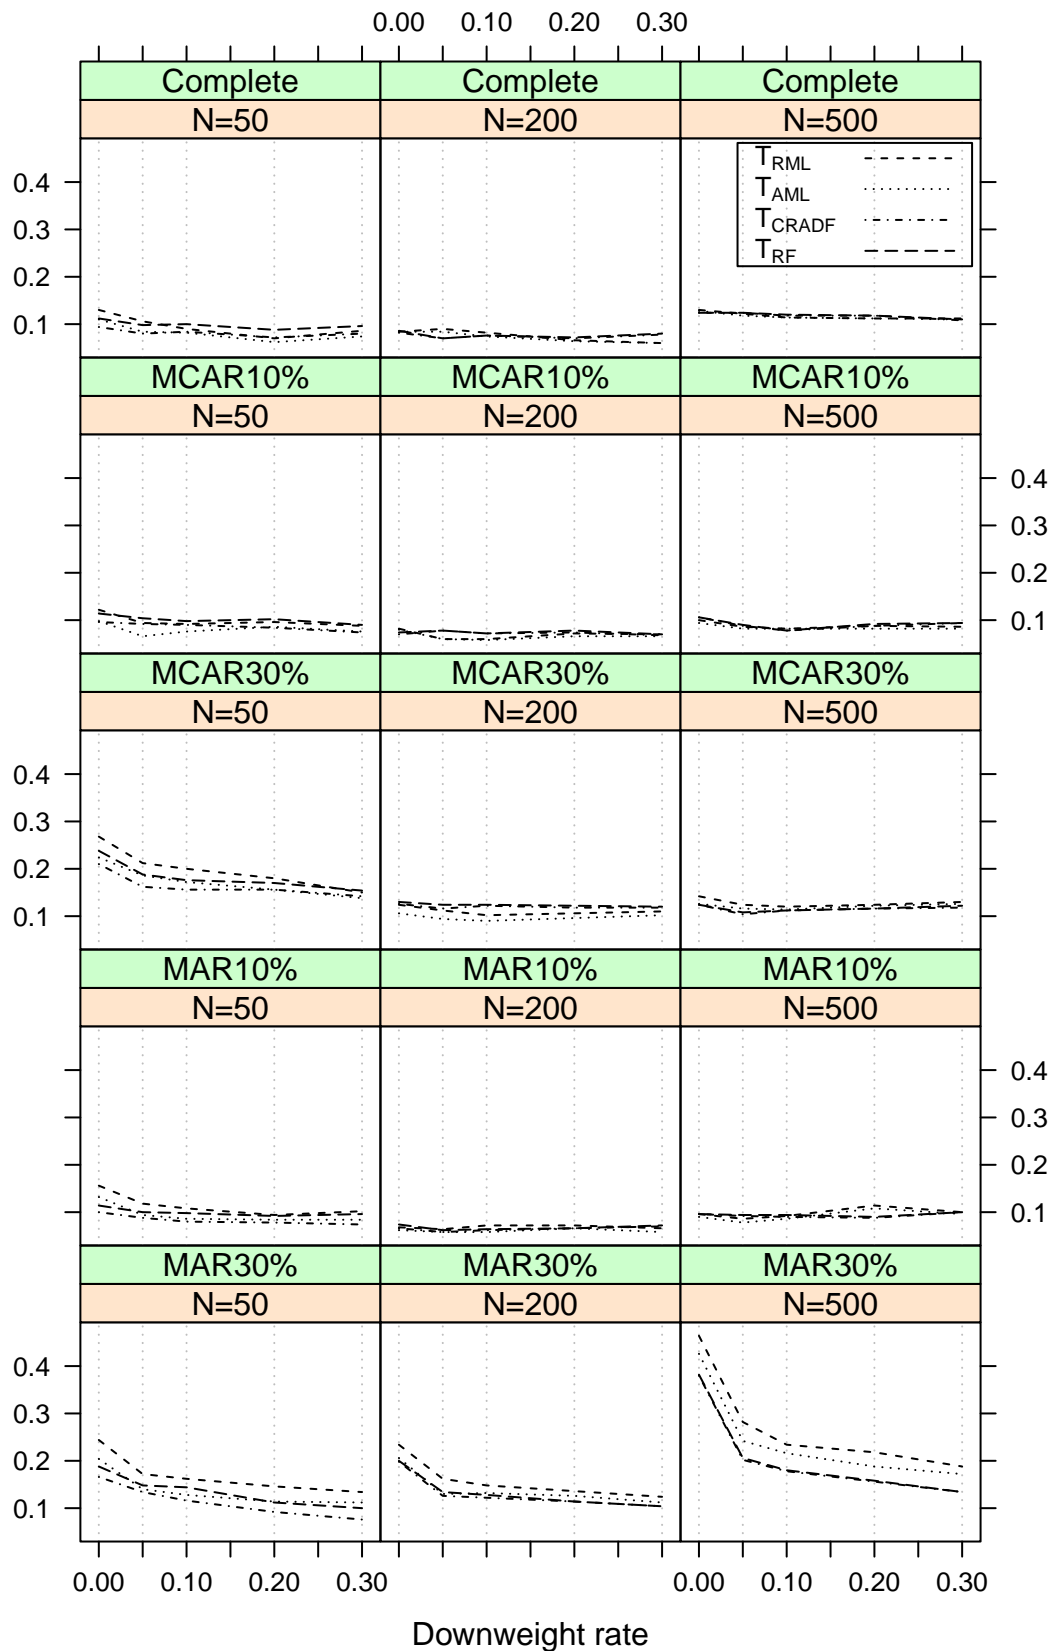 0.00 0.10 0.20 0.30
Complete Complete Complete
N=50 N=200 N=500
T_RML
T_AML
T_CRADF
T_RF
0.4
0.3
0.2
0.1
MCAR10% MCAR10% MCAR10%
N=50 N=200 N=500
0.4
0.3
0.2
0.1
MCAR30% MCAR30% MCAR30%
N=50 N=200 N=500
0.4
0.3
0.2
0.1
MAR10% MAR10% MAR10%
N=50 N=200 N=500
0.4
0.3
0.2
0.1
MAR30% MAR30% MAR30%
N=50 N=200 N=500
0.4
0.3
0.2
0.1
0.00 0.10 0.20 0.30 0.00 0.10 0.20 0.30
Downweight rate